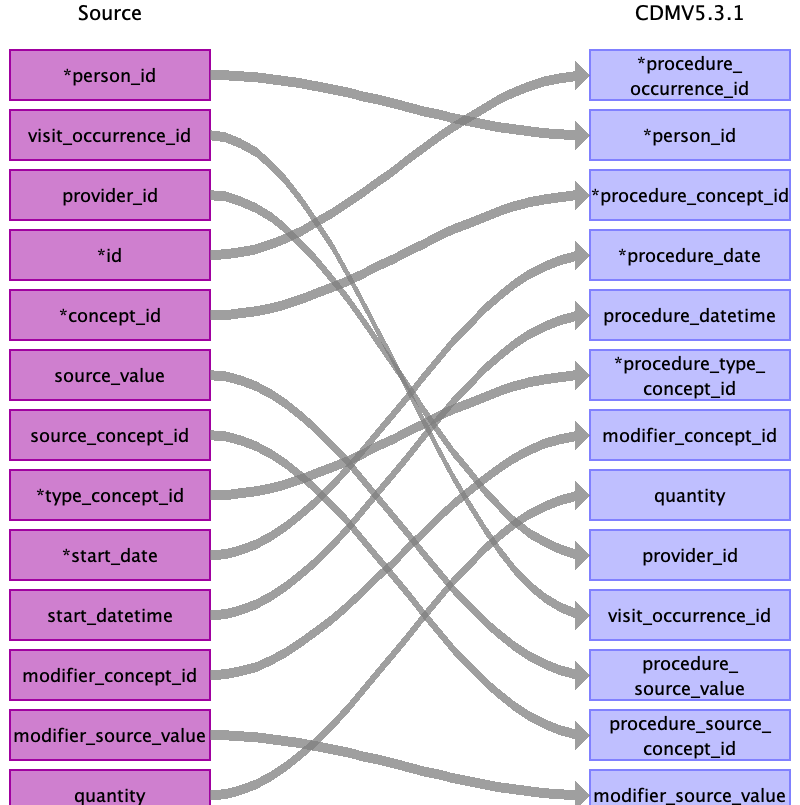 Source
CDMV5.3.1
*person_id
visit_occurrence_id
provider_id
*id
*concept_id
source_value
source_concept_id
*type_concept_id
*start_date
start_datetime
modifier_concept_id
modifier_source_value
quantity
*procedure_
occurrence_id
*person_id
*procedure_concept_id
*procedure_date
procedure_datetime
*procedure_type_
concept_id
modifier_concept_id
quantity
provider_id
visit_occurrence_id
procedure_
source_value
procedure_source_
concept_id
modifier_source_value